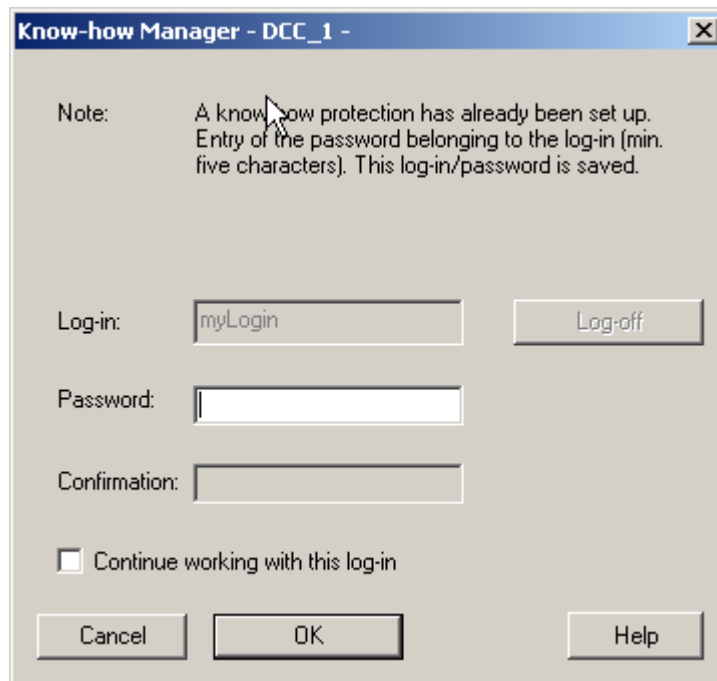 Know-how Manager - DCC_1 -
Note:
A know-how protection has already been set up.
Entry of the password belonging to the log-in (min.
five characters). This log-in/password is saved.
Log-in: myLogin Log-off
Password:
Confirmation:
Continue working with this log-in
Cancel OK Help